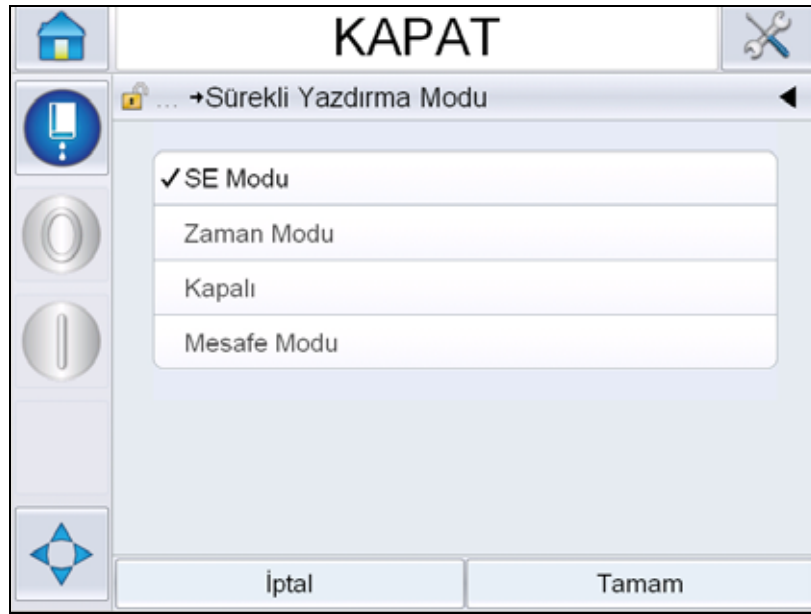 KAPAT
... →Sürekli Yazdırma Modu
✓SE Modu
Zaman Modu
Kapalı
Mesafe Modu
İptal
Tamam